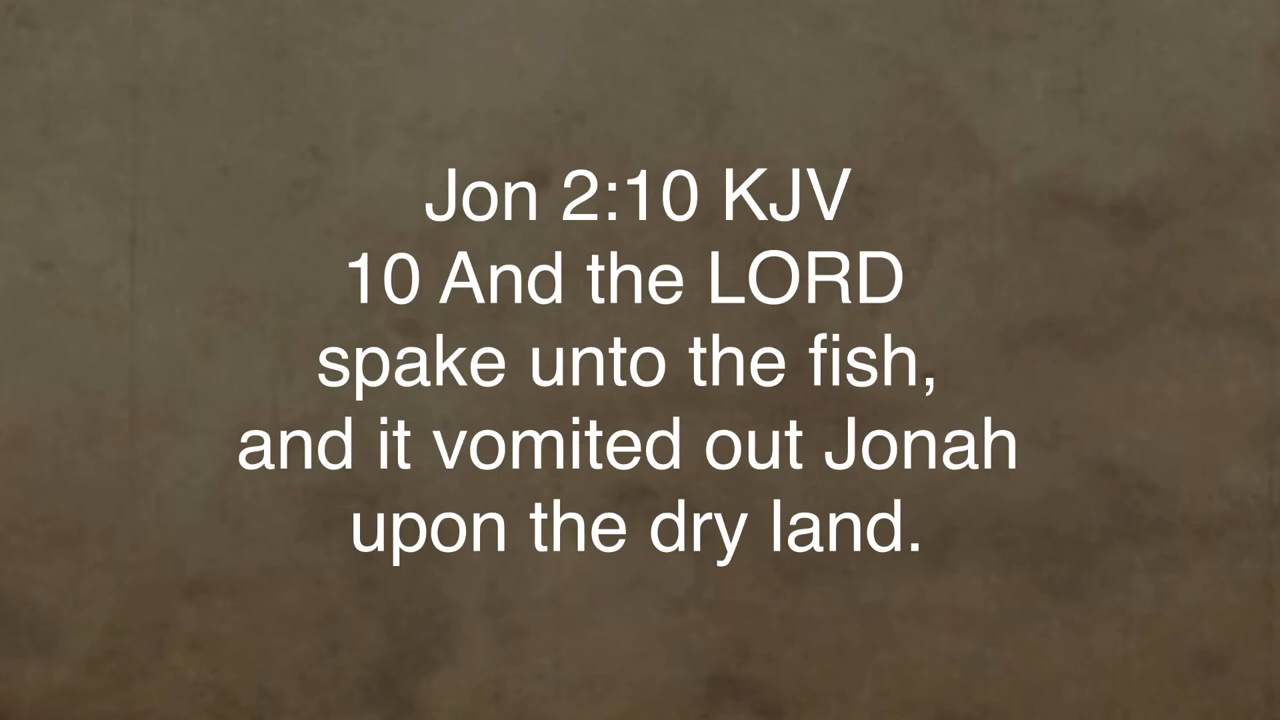 Jon 2:10 KJV
10 And the LORD
spake unto the fish,
and it vomited out Jonah
upon the dry land.